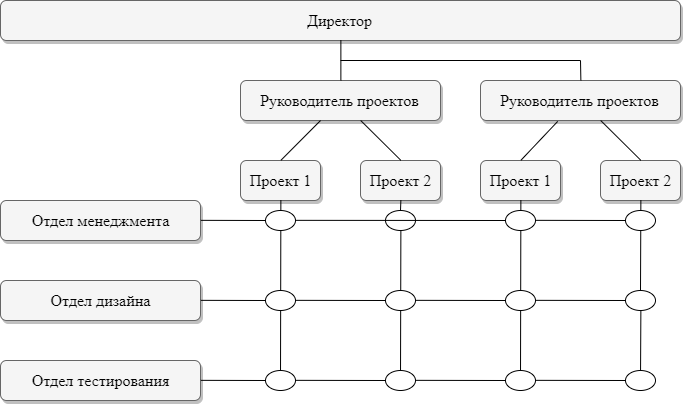 Директор
Руководитель проектов
Руководитель проектов
Проект 1
Проект 2
Проект 1
Проект 2
Отдел менеджмента
Отдел дизайна
Отдел тестирования